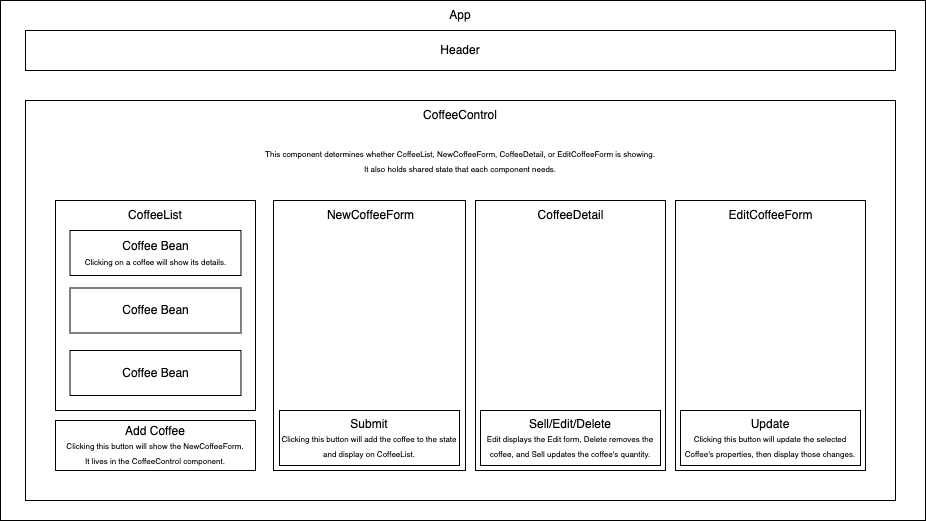 App
Header
CoffeeControl
This component determines whether CoffeeList, NewCoffeeForm, CoffeeDetail, or EditCoffeeForm is showing.
It also holds shared state that each component needs.
CoffeeList
Coffee Bean
Clicking on a coffee will show its details.
Coffee Bean
Coffee Bean
Add Coffee
Clicking this button will show the NewCoffeeForm.
It lives in the CoffeeControl component.
NewCoffeeForm
Submit
Clicking this button will add the coffee to the state
and display on CoffeeList.
CoffeeDetail
Sell/Edit/Delete
Edit displays the Edit form, Delete removes the
coffee, and Sell updates the coffee's quantity.
EditCoffeeForm
Update
Clicking this button will update the selected
Coffee's properties, then display those changes.